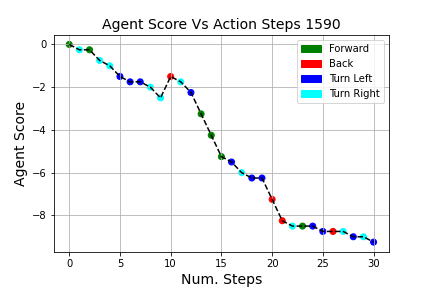 Agent Score Vs Action Steps 1590
Forward
Back
Turn Left
Turn Right
Agent Score
0
−2
−4
−6
−8
0 5 10 15 20 25 30
Num. Steps